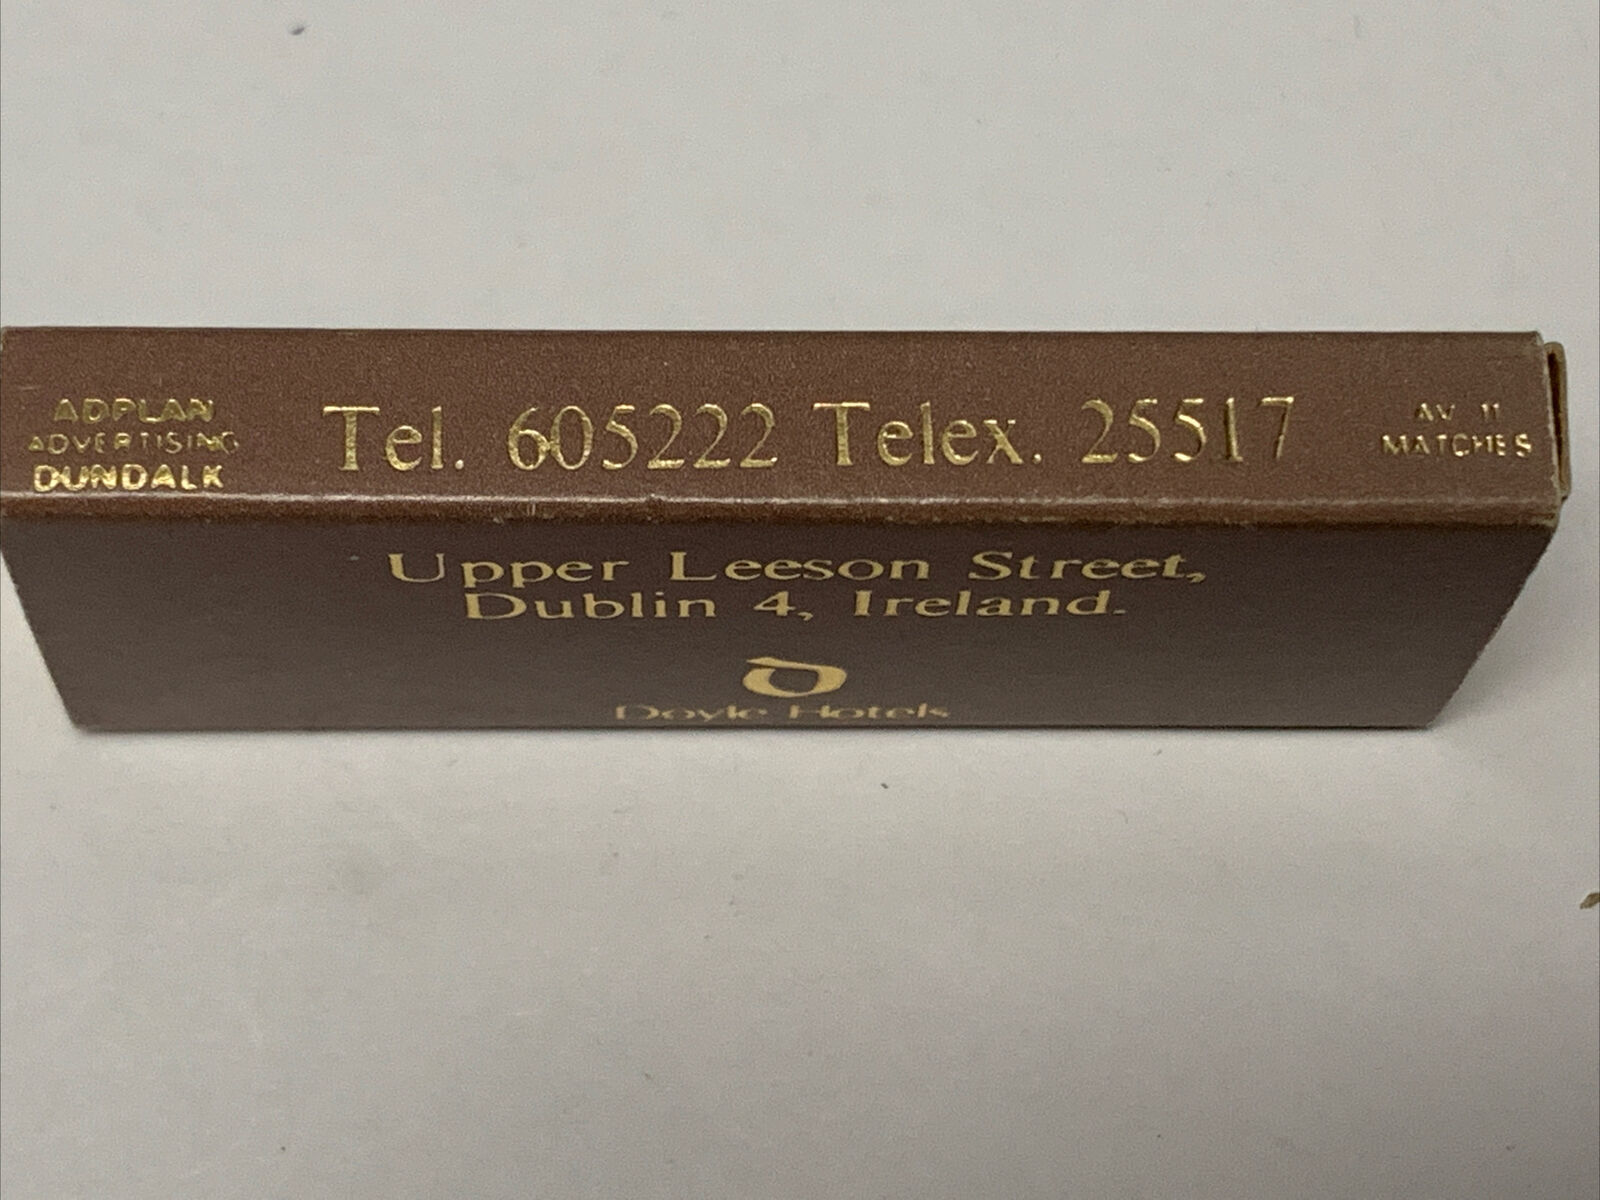 ADPLAN
ADVERTISING
DUNDALK
Tel. 605222 Telex. 25517
AV 11
MATCHES
Upper Leeson Street,
Dublin 4, Ireland.
Doyle Hotels